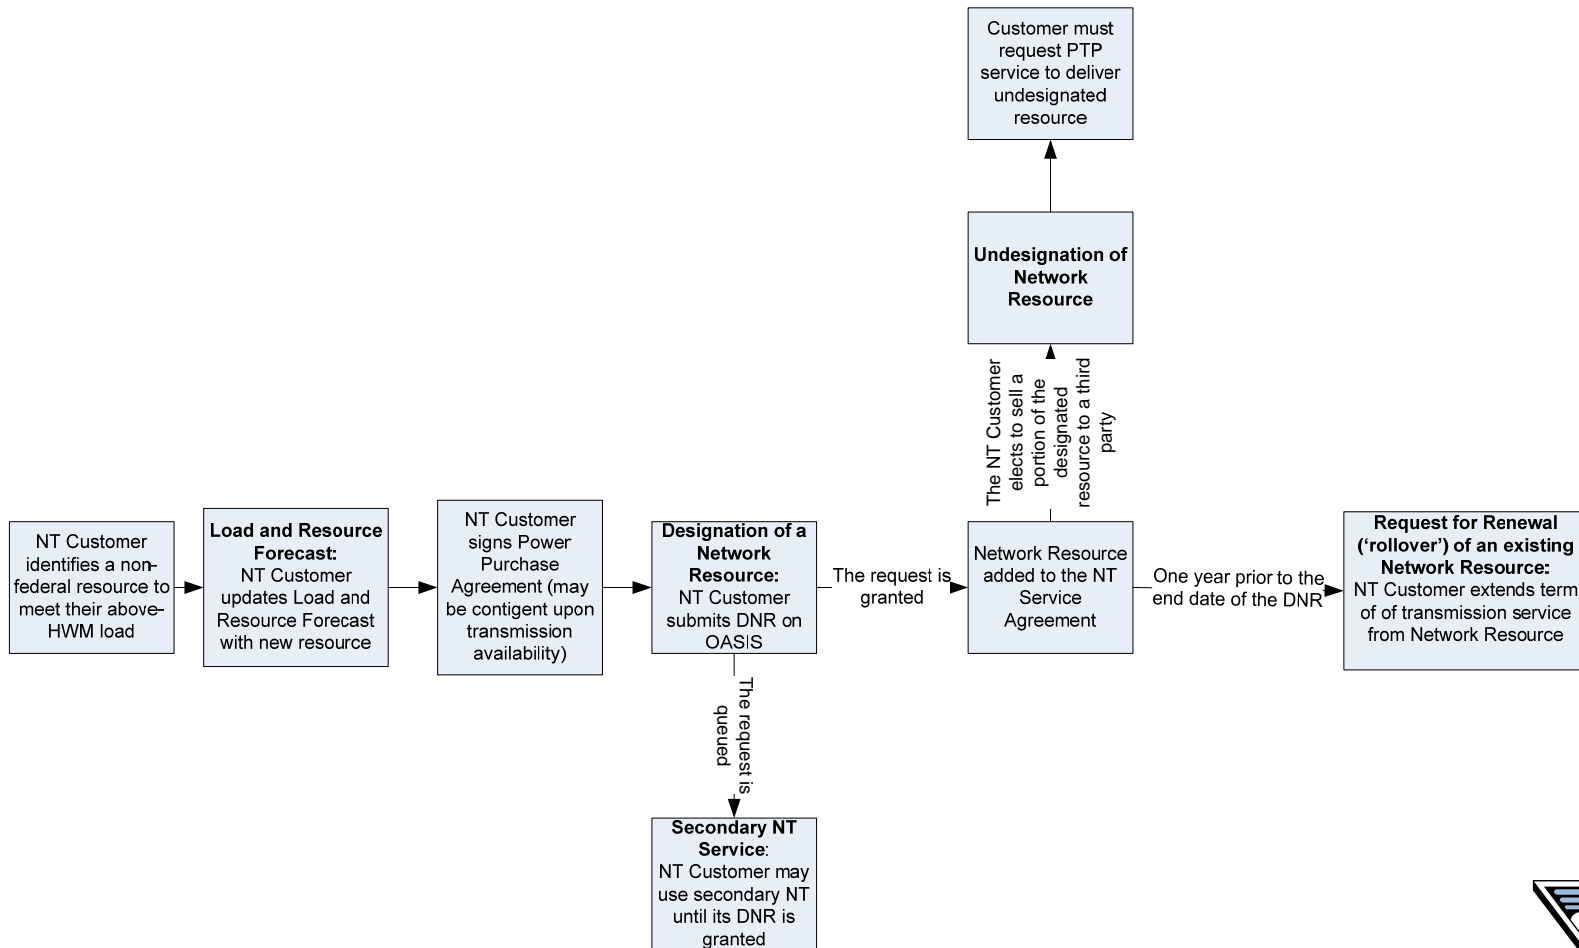 Customer must
request PTP
service to deliver
undesignated
resource
Undesignation of
Network
Resource
The NT Customer
elects to sell a
portion of the
designated
resource to a third
party
NT Customer
identifies a non-
federal resource to
meet their above-
HWM load
Load and Resource
Forecast:
NT Customer
updates Load and
Resource Forecast
with new resource
NT Customer
signs Power
Purchase
Agreement (may
be contigent upon
transmission
availability)
Designation of a
Network
Resource:
NT Customer
submits DNR on
OASIS
The request is
granted
Network Resource
added to the NT
Service
Agreement
One year prior to the
end date of the DNR
Request for Renewal
(‘rollover’) of an existing
Network Resource:
NT Customer extends term
of of transmission service
from Network Resource
The request is
queued
Secondary NT
Service:
NT Customer may
use secondary NT
until its DNR is
granted